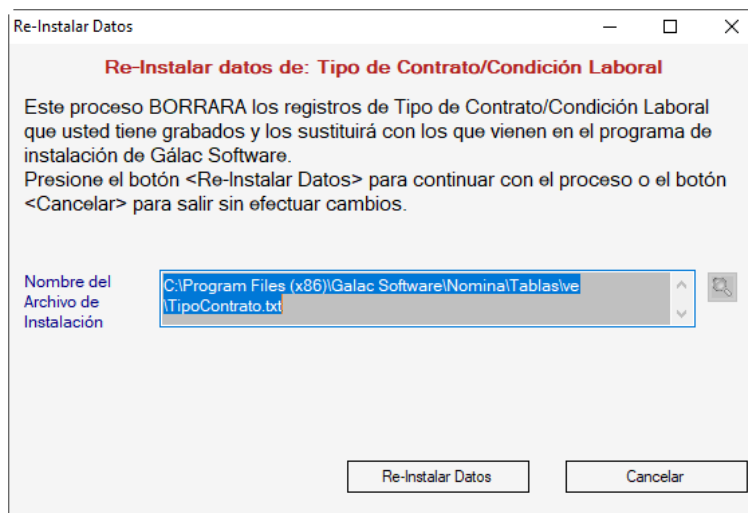 Re-Instalar Datos
Re-Instalar datos de: Tipo de Contrato/Condición Laboral
Este proceso BORRARA los registros de Tipo de Contrato/Condición Laboral
que usted tiene grabados y los sustituirá con los que vienen en el programa de
instalación de Gálac Software.
Presione el botón <Re-Instalar Datos> para continuar con el proceso o el botón
<Cancelar> para salir sin efectuar cambios.
Nombre del
Archivo de
Instalación
C:\Program Files (x86)\Galac Software\Nomina\Tablas\ve
\TipoContrato.txt
Re-Instalar Datos
Cancelar